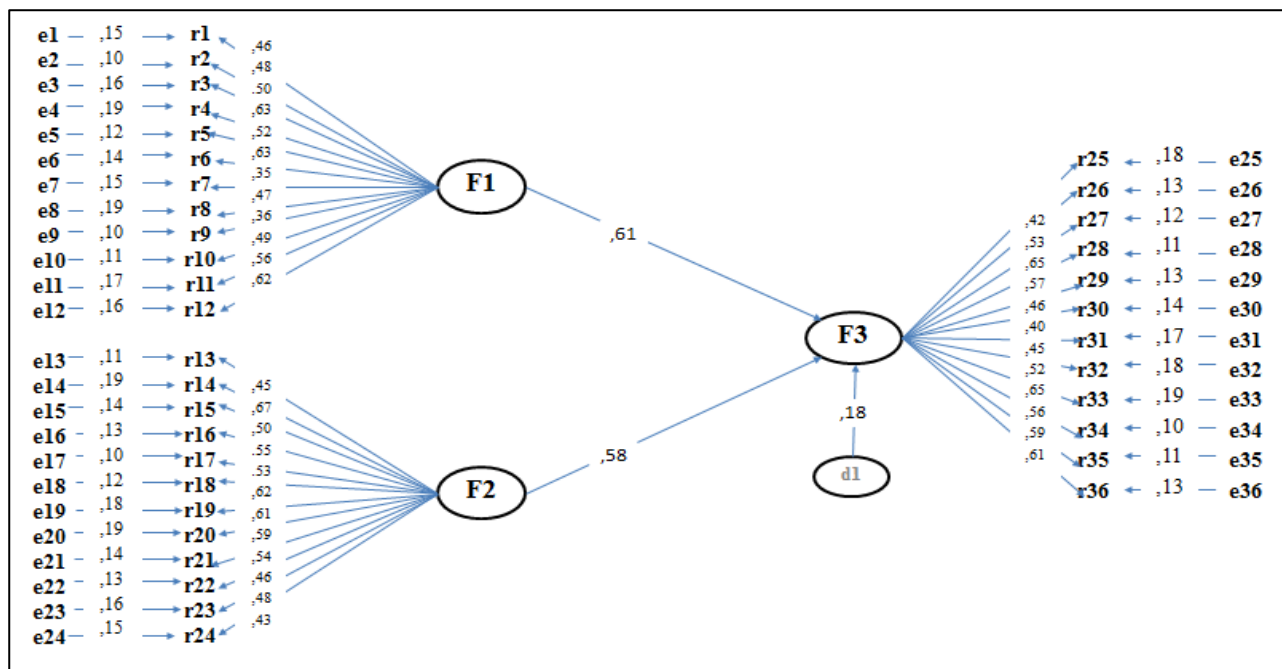 e1 ,15 r1 ,46
e2 ,10 r2 ,48
e3 ,16 r3 .50
e4 ,19 r4 ,63
e5 ,12 r5 ,52
e6 ,14 r6 ,63
e7 ,15 r7 ,35
e8 ,19 r8 ,47
e9 ,10 r9 ,36
e10 ,11 r10 ,49
e11 ,17 r11 ,56
e12 ,16 r12 ,62
F1
,61
e13 ,11 r13
e14 ,19 r14 ,45
e15 ,14 r15 ,67
e16 ,13 r16 ,50
e17 ,10 r17 ,55
e18 ,12 r18 ,53
e19 ,18 r19 ,62
e20 ,19 r20 ,61
e21 ,14 r21 ,59
e22 ,13 r22 ,54
e23 ,16 r23 ,46
e24 ,15 r24 ,48
,43
F2
,58
F3
,18
d1
r25 ,18 e25
r26 ,13 e26
,42 r27 ,12 e27
,53 r28 ,11 e28
,65 r29 ,13 e29
,57 r30 ,14 e30
,46 r31 ,17 e31
,40 r32 ,18 e32
,45 r33 ,19 e33
,52 r34 ,10 e34
,65 r35 ,11 e35
,56 r36 ,13 e36
,59
,61